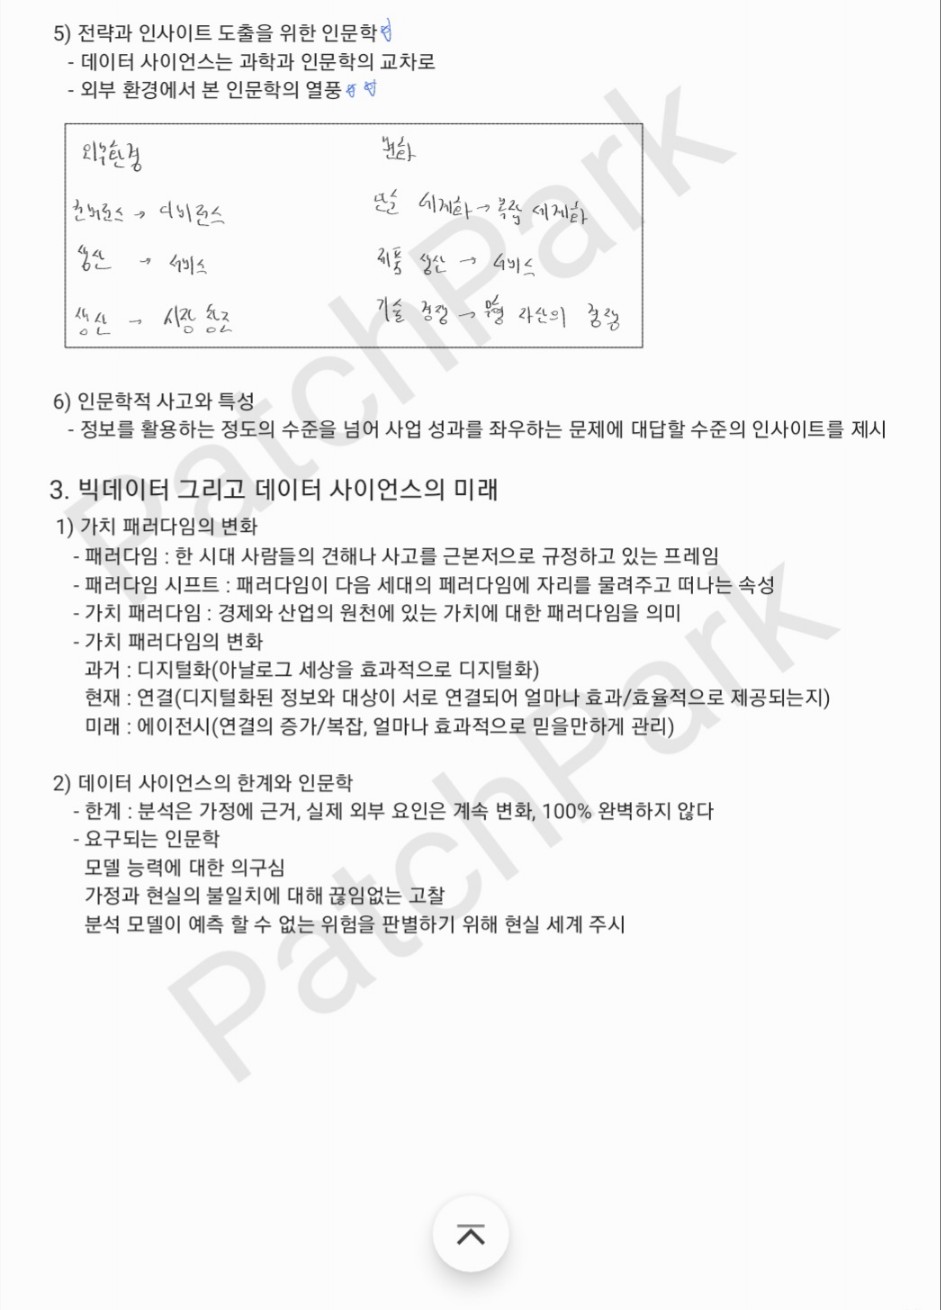 5) 전략과 인사이트 도출을 위한 인문학
- 데이터 사이언스는 과학과 인문학의 교차로
- 외부 환경에서 본 인문학의 열풍
외부환경 변화
컨버전스 → 디버전스 단순 세계화 → 복잡 세계화
생산 → 서비스 제품 생산 → 서비스
생산 → 시장 창조 기술 경쟁 → 무형 자산의 경쟁
6) 인문학적 사고와 특성
- 정보를 활용하는 정도의 수준을 넘어 사업 성과를 좌우하는 문제에 대답할 수준의 인사이트를 제시
3. 빅데이터 그리고 데이터 사이언스의 미래
1) 가치 패러다임의 변화
- 패러다임 : 한 시대 사람들의 견해나 사고를 근본저으로 규정하고 있는 프레임
- 패러다임 시프트 : 패러다임이 다음 세대의 페러다임에 자리를 물려주고 떠나는 속성
- 가치 패러다임 : 경제와 산업의 원천에 있는 가치에 대한 패러다임을 의미
- 가치 패러다임의 변화
과거 : 디지털화(아날로그 세상을 효과적으로 디지털화)
현재 : 연결(디지털화된 정보와 대상이 서로 연결되어 얼마나 효과/효율적으로 제공되는지)
미래 : 에이전시(연결의 증가/복잡, 얼마나 효과적으로 믿을만하게 관리)
2) 데이터 사이언스의 한계와 인문학
- 한계 : 분석은 가정에 근거, 실제 외부 요인은 계속 변화, 100% 완벽하지 않다
- 요구되는 인문학
모델 능력에 대한 의구심
가정과 현실의 불일치에 대해 끊임없는 고찰
분석 모델이 예측 할 수 없는 위험을 판별하기 위해 현실 세계 주시
PatchPark
PatchPark